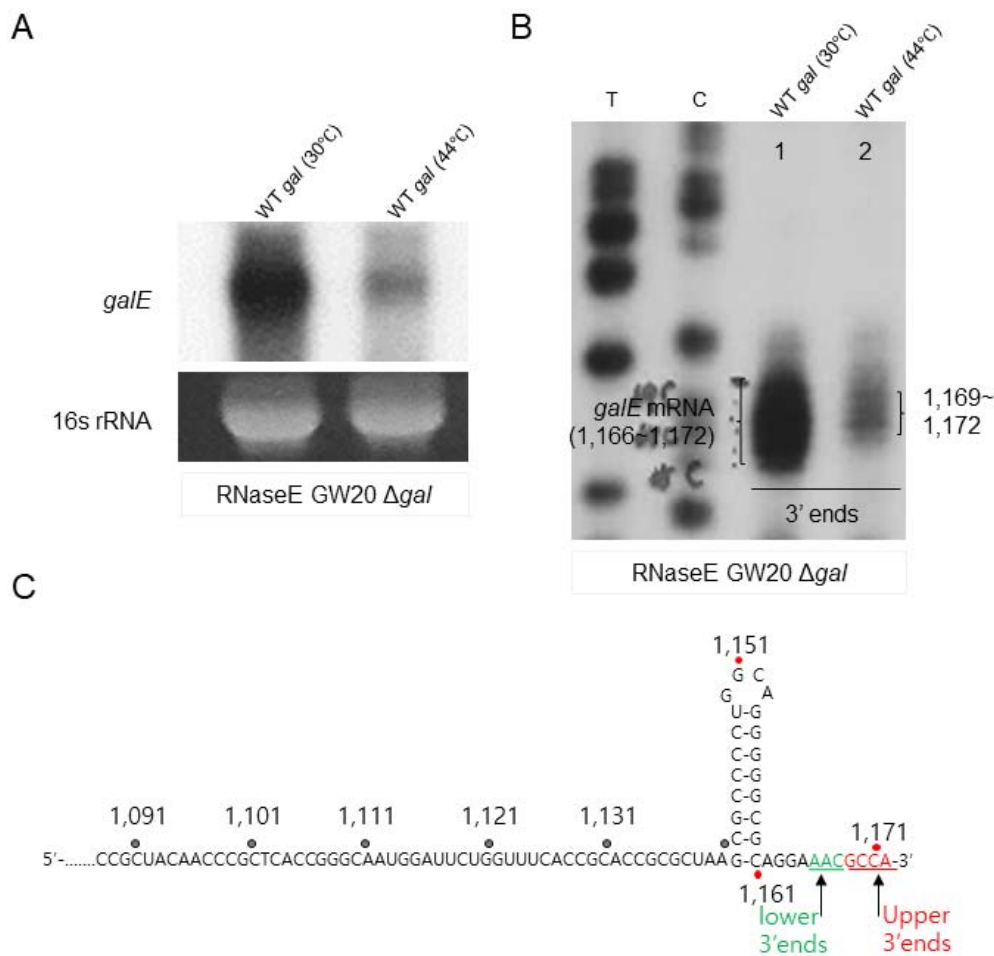 A
WT gal (30°C)
WT gal (44°C)
galE
16s rRNA
RNaseE GW20 Δgal
B
T
C
WT gal (30°C)
WT gal (44°C)
1
2
galE mRNA
(1,166~1,172)
1,169~
1,172
3' ends
RNaseE GW20 Δgal
C
1,151
G C
G A
U-G
C-G
C-G
C-G
C-G
G-C
C-G
1,091
1,101
1,111
1,121
1,131
1,171
5'-......CCGCUACAACCCGCUCACCGGGCAAUGGAUUCUGGUUUCACCGCACCGCGCUAA G-CAGGAAACGCCA-3'
1,161
lower
3'ends
Upper
3'ends